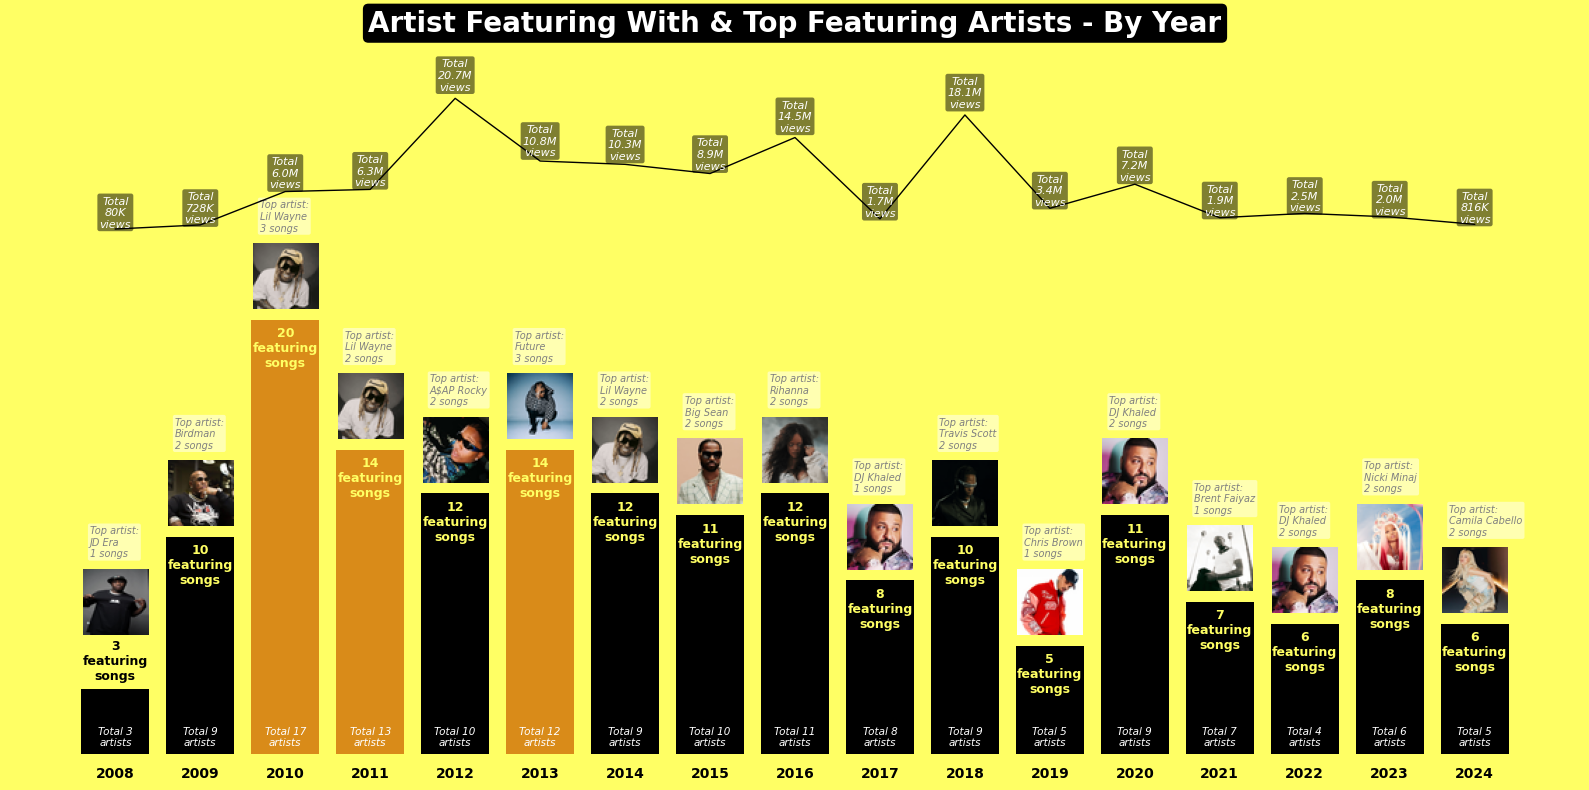 Artist Featuring With & Top Featuring Artists - By Year
Total
80K
views
Total
728K
views
Total
6.0M
views
Total
6.3M
views
Total
20.7M
views
Total
10.8M
views
Total
10.3M
views
Total
8.9M
views
Total
14.5M
views
Total
1.7M
views
Total
18.1M
views
Total
3.4M
views
Total
7.2M
views
Total
1.9M
views
Total
2.5M
views
Total
2.0M
views
Total
816K
views
Top artist:
JD Era
1 songs
Top artist:
Birdman
2 songs
Top artist:
Lil Wayne
3 songs
Top artist:
Lil Wayne
2 songs
Top artist:
A$AP Rocky
2 songs
Top artist:
Future
3 songs
Top artist:
Lil Wayne
2 songs
Top artist:
Big Sean
2 songs
Top artist:
Rihanna
2 songs
Top artist:
DJ Khaled
1 songs
Top artist:
Travis Scott
2 songs
Top artist:
Chris Brown
1 songs
Top artist:
DJ Khaled
2 songs
Top artist:
Brent Faiyaz
1 songs
Top artist:
DJ Khaled
2 songs
Top artist:
Nicki Minaj
2 songs
Top artist:
Camila Cabello
2 songs
3
featuring
songs
10
featuring
songs
20
featuring
songs
14
featuring
songs
12
featuring
songs
14
featuring
songs
12
featuring
songs
11
featuring
songs
12
featuring
songs
8
featuring
songs
10
featuring
songs
5
featuring
songs
11
featuring
songs
7
featuring
songs
6
featuring
songs
8
featuring
songs
6
featuring
songs
Total 3
artists
Total 9
artists
Total 17
artists
Total 13
artists
Total 10
artists
Total 12
artists
Total 9
artists
Total 10
artists
Total 11
artists
Total 8
artists
Total 9
artists
Total 5
artists
Total 9
artists
Total 7
artists
Total 4
artists
Total 6
artists
Total 5
artists
2008 2009 2010 2011 2012 2013 2014 2015 2016 2017 2018 2019 2020 2021 2022 2023 2024